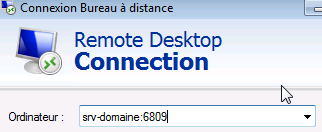 Connexion Bureau à distance
Remote Desktop
Connection
Ordinateur : srv-domaine:6809